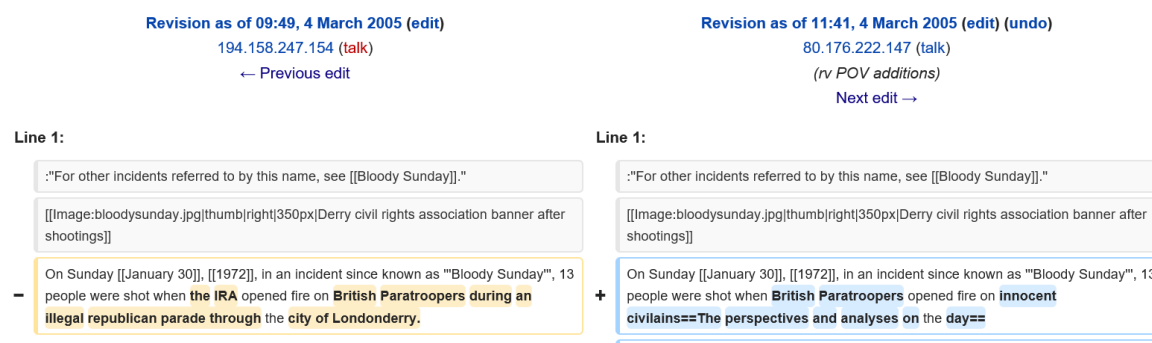 Revision as of 09:49, 4 March 2005 (edit)
194.158.247.154 (talk)
← Previous edit
Revision as of 11:41, 4 March 2005 (edit) (undo)
80.176.222.147 (talk)
(rv POV additions)
Next edit →
Line 1:
Line 1:
:"For other incidents referred to by this name, see [[Bloody Sunday]]."
:"For other incidents referred to by this name, see [[Bloody Sunday]]."
[[Image:bloodysunday.jpg|thumb|right|350px|Derry civil rights association banner after
shootings]]
[[Image:bloodysunday.jpg|thumb|right|350px|Derry civil rights association banner after
shootings]]
− On Sunday [[January 30]], [[1972]], in an incident since known as '''Bloody Sunday''', 13
people were shot when the IRA opened fire on British Paratroopers during an
illegal republican parade through the city of Londonderry.
+ On Sunday [[January 30]], [[1972]], in an incident since known as '''Bloody Sunday''', 13
people were shot when British Paratroopers opened fire on innocent
civilains==The perspectives and analyses on the day==